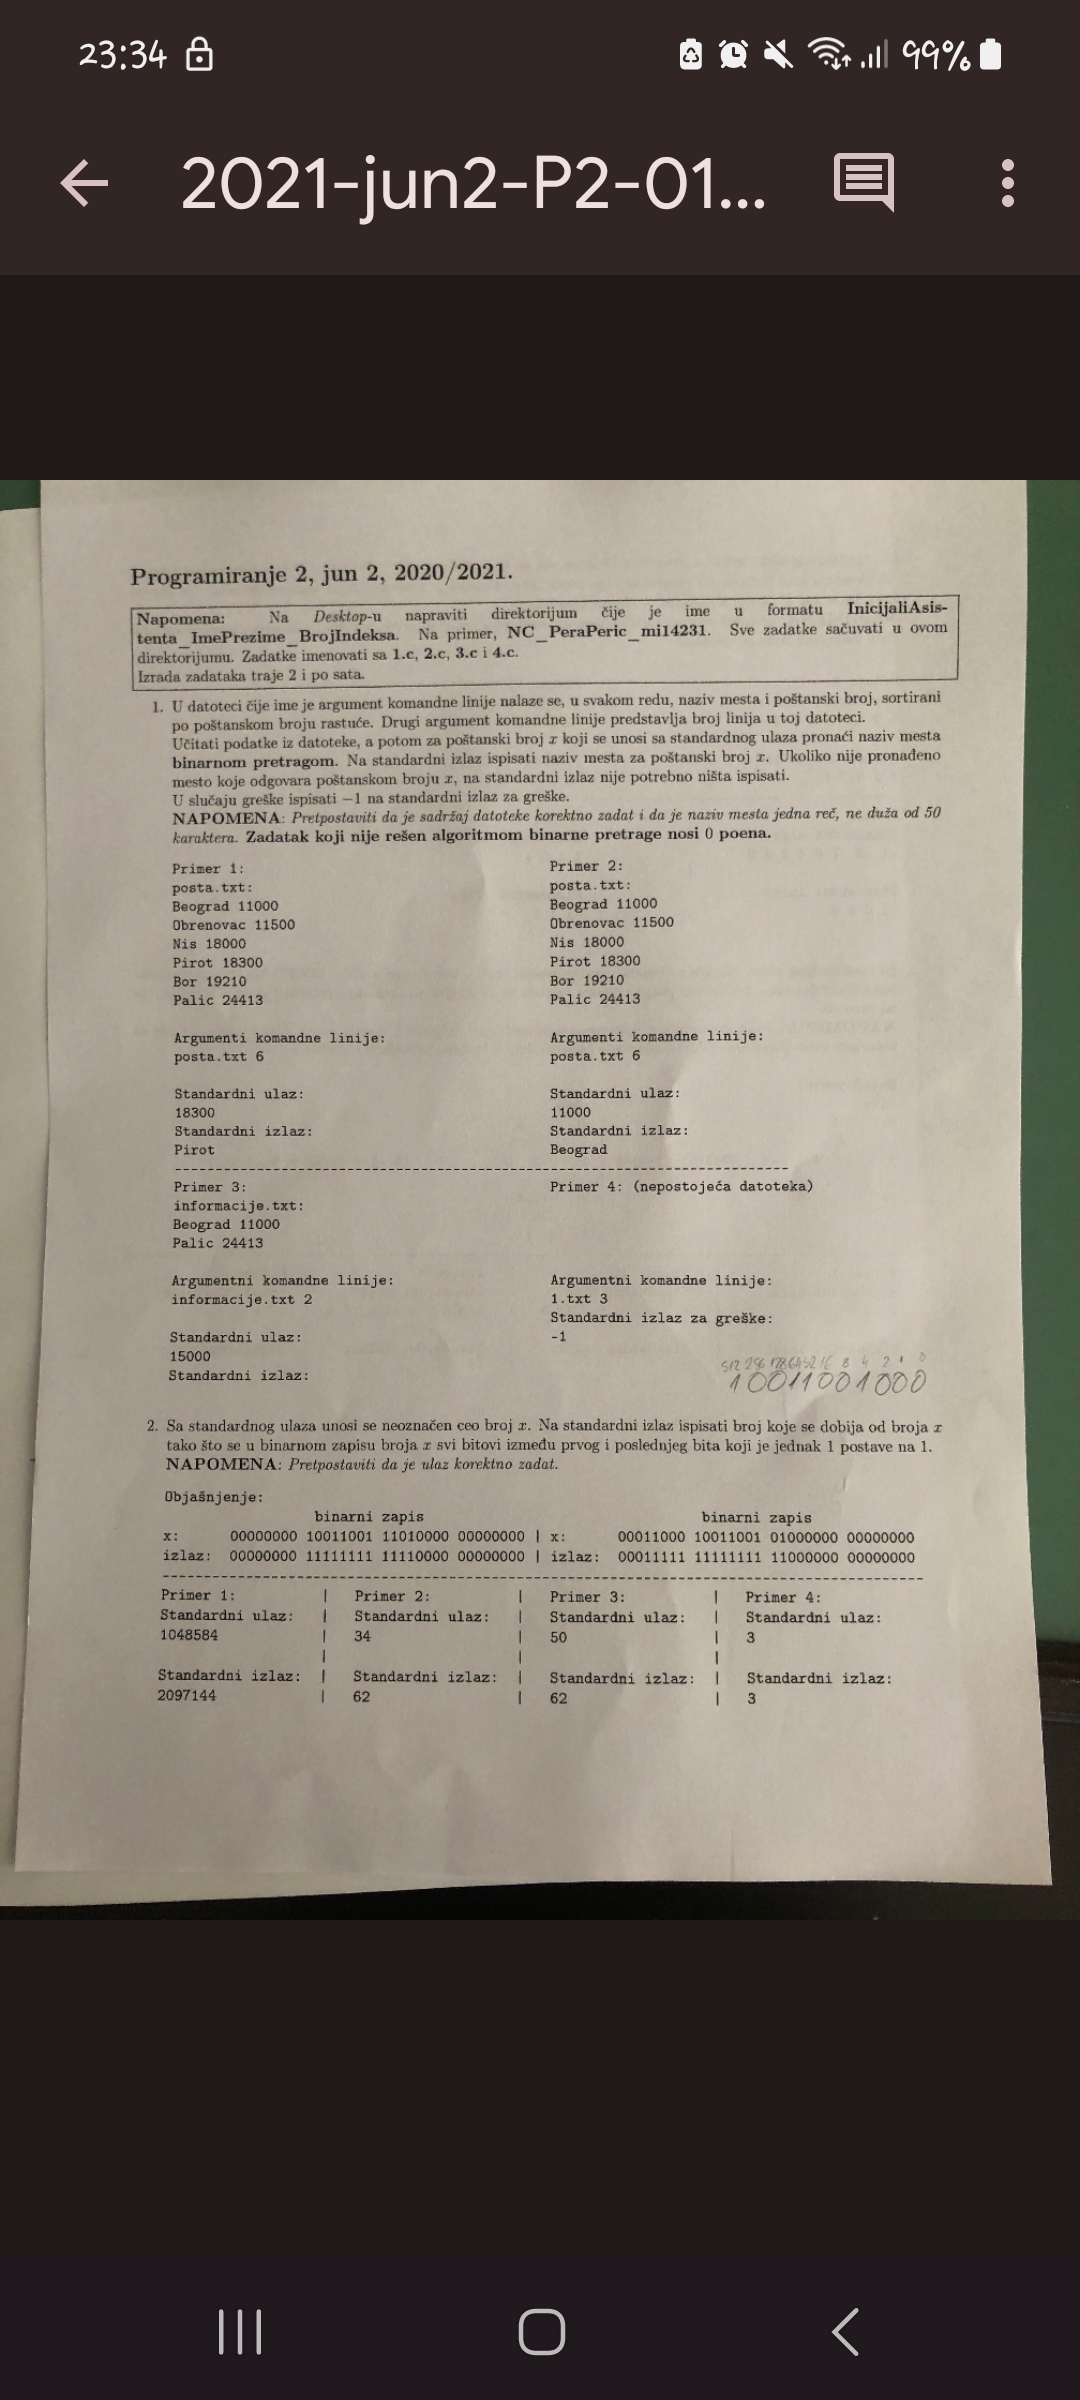 23:34
99%
2021-jun2-P2-01...
Programiranje 2, jun 2, 2020/2021.
Napomena: Na Desktop-u napraviti direktorijum čije je ime u formatu InicijaliAsis-
tenta_ImePrezime_BrojIndeksa. Na primer, NC_PeraPeric_mi14231. Sve zadatke sačuvati u ovom
direktorijumu. Zadatke imenovati sa 1.c, 2.c, 3.c i 4.c.
Izrada zadataka traje 2 i po sata.
1. U datoteci čije ime je argument komandne linije nalaze se, u svakom redu, naziv mesta i poštanski broj, sortirani
po poštanskom broju rastuće. Drugi argument komandne linije predstavlja broj linija u toj datoteci.
Učitati podatke iz datoteke, a potom za poštanski broj x koji se unosi sa standardnog ulaza pronaći naziv mesta
binarnom pretragom. Na standardni izlaz ispisati naziv mesta za poštanski broj x. Ukoliko nije pronađeno
mesto koje odgovara poštanskom broju x, na standardni izlaz nije potrebno ništa ispisati.
U slučaju greške ispisati −1 na standardni izlaz za greške.
NAPOMENA: Pretpostaviti da je sadržaj datoteke korektno zadat i da je naziv mesta jedna reč, ne duža od 50
karaktera. Zadatak koji nije rešen algoritmom binarne pretrage nosi 0 poena.
Primer 1:
posta.txt:
Beograd 11000
Obrenovac 11500
Nis 18000
Pirot 18300
Bor 19210
Palic 24413
Argumenti komandne linije:
posta.txt 6
Standardni ulaz:
18300
Standardni izlaz:
Pirot
Primer 2:
posta.txt:
Beograd 11000
Obrenovac 11500
Nis 18000
Pirot 18300
Bor 19210
Palic 24413
Argumenti komandne linije:
posta.txt 6
Standardni ulaz:
11000
Standardni izlaz:
Beograd
Primer 3:
informacije.txt:
Beograd 11000
Palic 24413
Argumentni komandne linije:
informacije.txt 2
Standardni ulaz:
15000
Standardni izlaz:
Primer 4: (nepostojeća datoteka)
Argumentni komandne linije:
1.txt 3
Standardni izlaz za greške:
-1
10011001000
2. Sa standardnog ulaza unosi se neoznačen ceo broj x. Na standardni izlaz ispisati broj koje se dobija od broja x
tako što se u binarnom zapisu broja x svi bitovi između prvog i poslednjeg bita koji je jednak 1 postave na 1.
NAPOMENA: Pretpostaviti da je ulaz korektno zadat.
Objašnjenje:
binarni zapis | binarni zapis
x: 00000000 10011001 11010000 00000000 | x: 00011000 10011001 01000000 00000000
izlaz: 00000000 11111111 11110000 00000000 | izlaz: 00011111 11111111 11000000 00000000
Primer 1: | Primer 2: | Primer 3: | Primer 4:
Standardni ulaz: | Standardni ulaz: | Standardni ulaz: | Standardni ulaz:
1048584 | 34 | 50 | 3
Standardni izlaz: | Standardni izlaz: | Standardni izlaz: | Standardni izlaz:
2097144 | 62 | 62 | 3